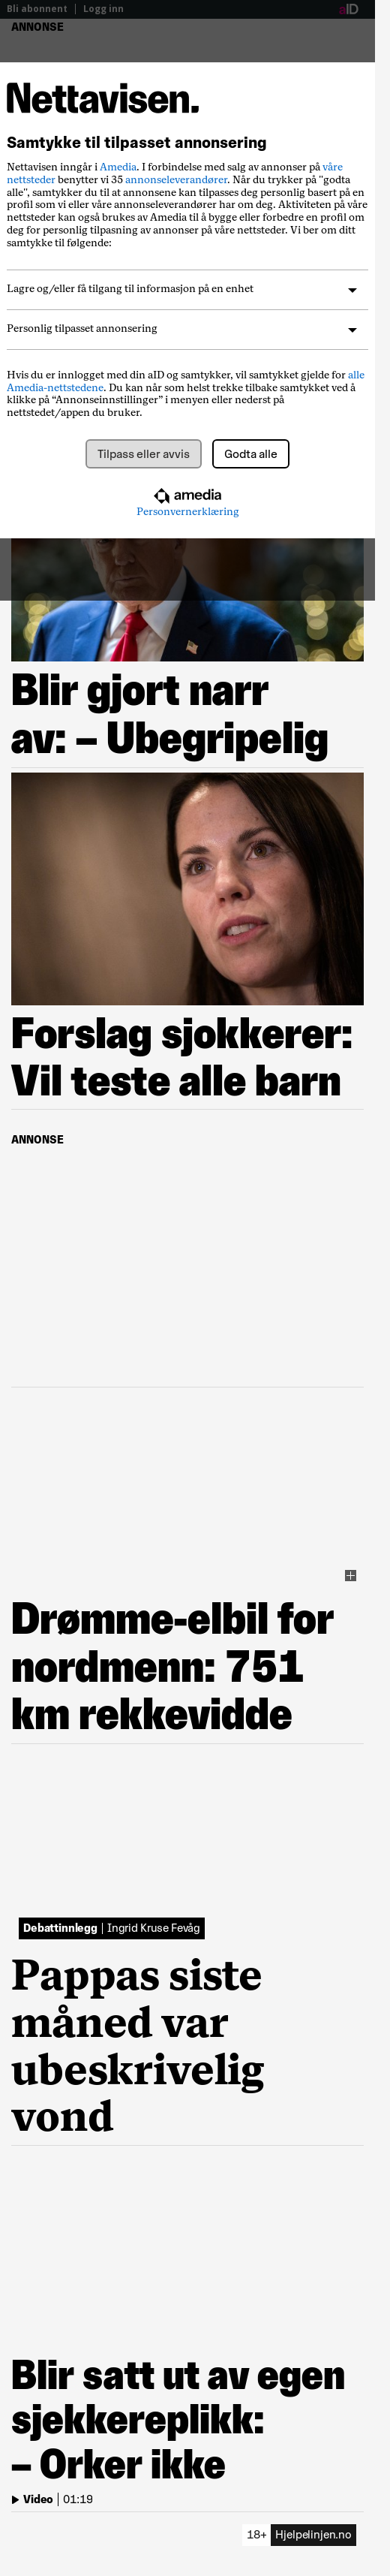 Bli abonnent | Logg inn
aID
ANNONSE
Nettavisen.
Samtykke til tilpasset annonsering
Nettavisen inngår i Amedia. I forbindelse med salg av annonser på våre
nettsteder benytter vi 35 annonseleverandører. Når du trykker på "godta
alle", samtykker du til at annonsene kan tilpasses deg personlig basert på en
profil som vi eller våre annonseleverandører har om deg. Aktiviteten på våre
nettsteder kan også brukes av Amedia til å bygge eller forbedre en profil om
deg for personlig tilpasning av annonser på våre nettsteder. Vi ber om ditt
samtykke til følgende:
Lagre og/eller få tilgang til informasjon på en enhet
Personlig tilpasset annonsering
Hvis du er innlogget med din aID og samtykker, vil samtykket gjelde for alle
Amedia-nettstedene. Du kan når som helst trekke tilbake samtykket ved å
klikke på “Annonseinnstillinger” i menyen eller nederst på
nettstedet/appen du bruker.
Tilpass eller avvis Godta alle
amedia
Personvernerklæring
Blir gjort narr
av: – Ubegripelig
Forslag sjokkerer:
Vil teste alle barn
ANNONSE
Drømme-elbil for
nordmenn: 751
km rekkevidde
Debattinnlegg | Ingrid Kruse Fevåg
Pappas siste
måned var
ubeskrivelig
vond
Blir satt ut av egen
sjekkereplikk:
– Orker ikke
Video | 01:19
18+ Hjelpelinjen.no